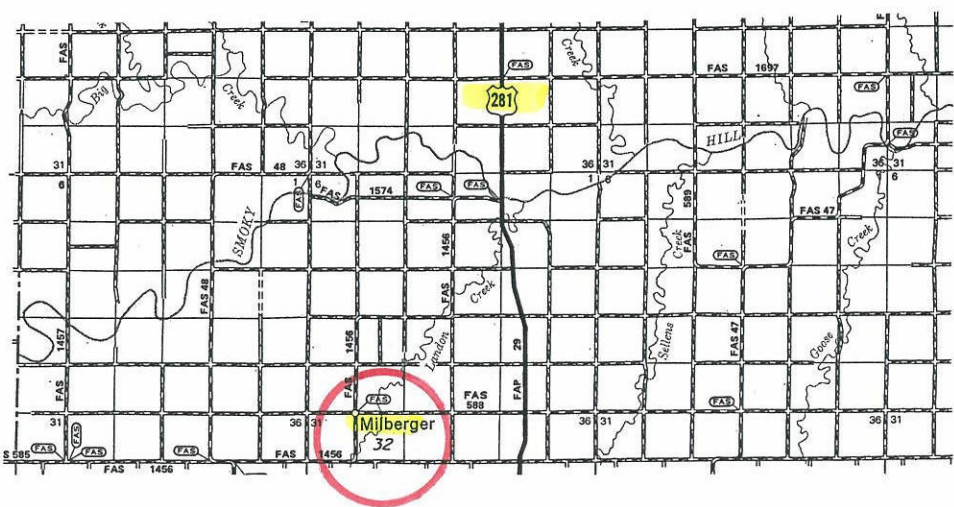 FAS
Big
Creek
FAS
281
Creek
FAS 1697
FAS
FAS
HILL
31
6
FAS 48
36 31
1 6
FAS
FAS
1574
FAS
FAS
36 31
1 6
589
36 31
6
SMOKY
1456
FAS
Creek
FAS
FAS
FAS 47
Creek
FAS 48
Creek
1457
FAS
1456
FAS
Landon
29
FAP
Sellens
FAS 47
Goose
31
36 31
FAS
Milberger
32
FAS
588
36 31
FAS
36 31
S 585
FAS
FAS
FAS
FAS
FAS 1456
FAS 1456